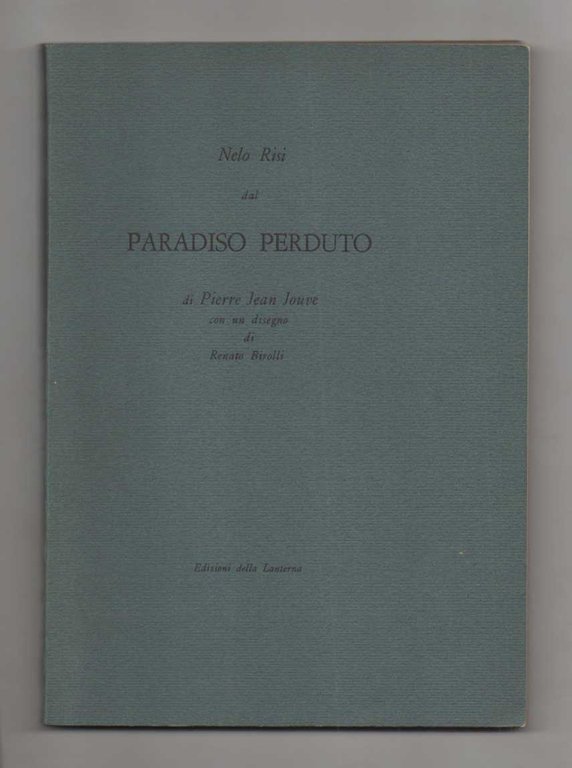 Nelo Risi
dal
PARADISO PERDUTO
di Pierre Jean Jouve
con un disegno
di
Renato Birolli
Edizioni della Lanterna